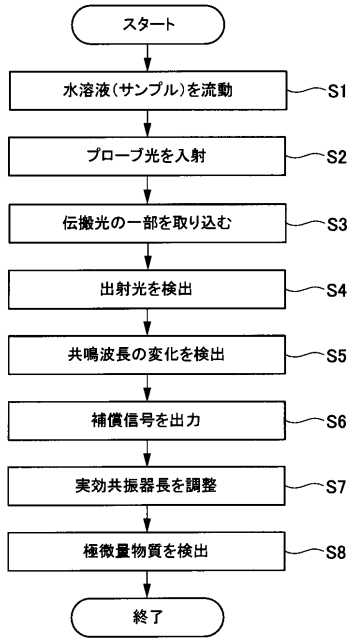 スタート
水溶液(サンプル)を流動 S1
プローブ光を入射 S2
伝搬光の一部を取り込む S3
出射光を検出 S4
共鳴波長の変化を検出 S5
補償信号を出力 S6
実効共振器長を調整 S7
極微量物質を検出 S8
終了